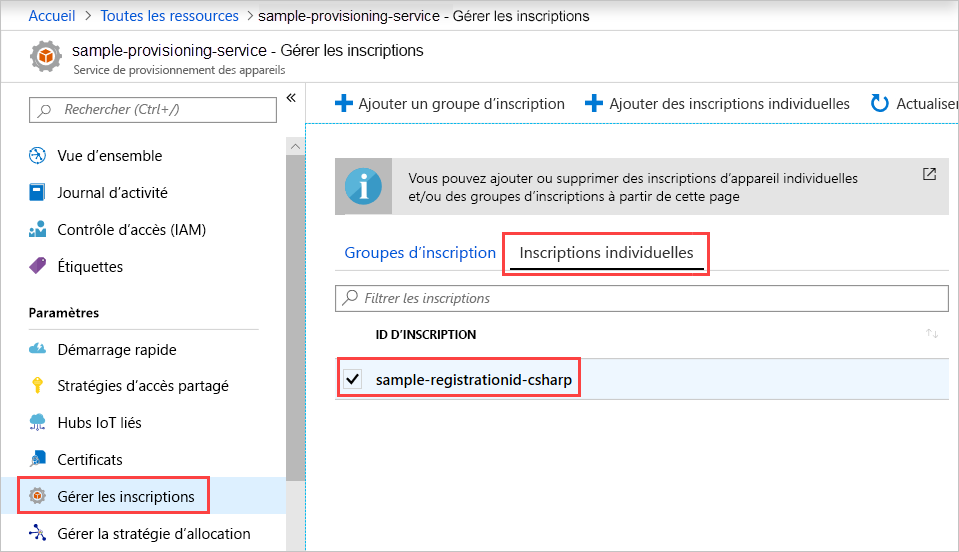 Accueil > Toutes les ressources > sample-provisioning-service - Gérer les inscriptions
sample-provisioning-service - Gérer les inscriptions
Service de provisionnement des appareils
Rechercher (Ctrl+/)
Vue d’ensemble
Journal d’activité
Contrôle d’accès (IAM)
Étiquettes
Paramètres
Démarrage rapide
Stratégies d’accès partagé
Hubs IoT liés
Certificats
Gérer les inscriptions
Gérer la stratégie d’allocation
Ajouter un groupe d’inscription
Ajouter des inscriptions individuelles
Actualiser
Vous pouvez ajouter ou supprimer des inscriptions d’appareil individuelles
et/ou des groupes d’inscriptions à partir de cette page
Groupes d’inscription
Inscriptions individuelles
Filtrer les inscriptions
ID D’INSCRIPTION
sample-registrationid-csharp